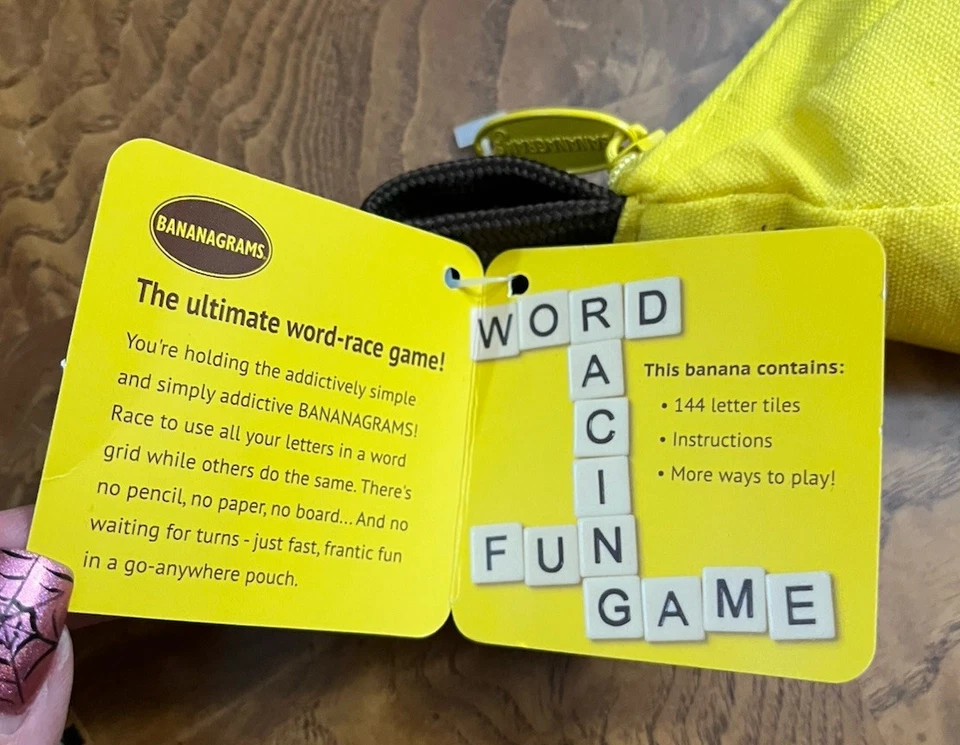 BANANAGRAMS
The ultimate word-race game!
You're holding the addictively simple
and simply addictive BANANAGRAMS!
Race to use all your letters in a word
grid while others do the same. There's
no pencil, no paper, no board... And no
waiting for turns - just fast, frantic fun
in a go-anywhere pouch.
WORD
RACING
FUN
GAME
This banana contains:
• 144 letter tiles
• Instructions
• More ways to play!